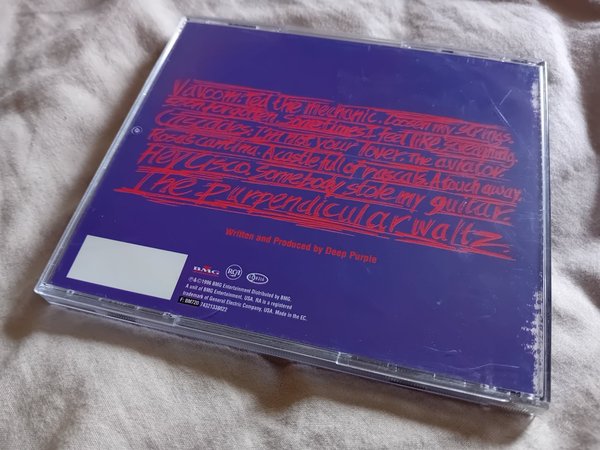 Vavoom: Ted the mechanic. Loosen my strings.
Soon forgotten. Sometimes I feel like screaming.
Cascades: I'm not your lover. The aviator.
Rosa's cantina. A castle full of rascals. A touch away.
Hey Cisco. Somebody stole my guitar.
The Purpendicular waltz.
Written and Produced by Deep Purple
BMG
RCA
℗&©1996 BMG Entertainment Distributed by BMG.
A unit of BMG Entertainment, USA. RA is a registered
trademark of General Electric Company, USA. Made in the EC.
F: BM720 74321338022